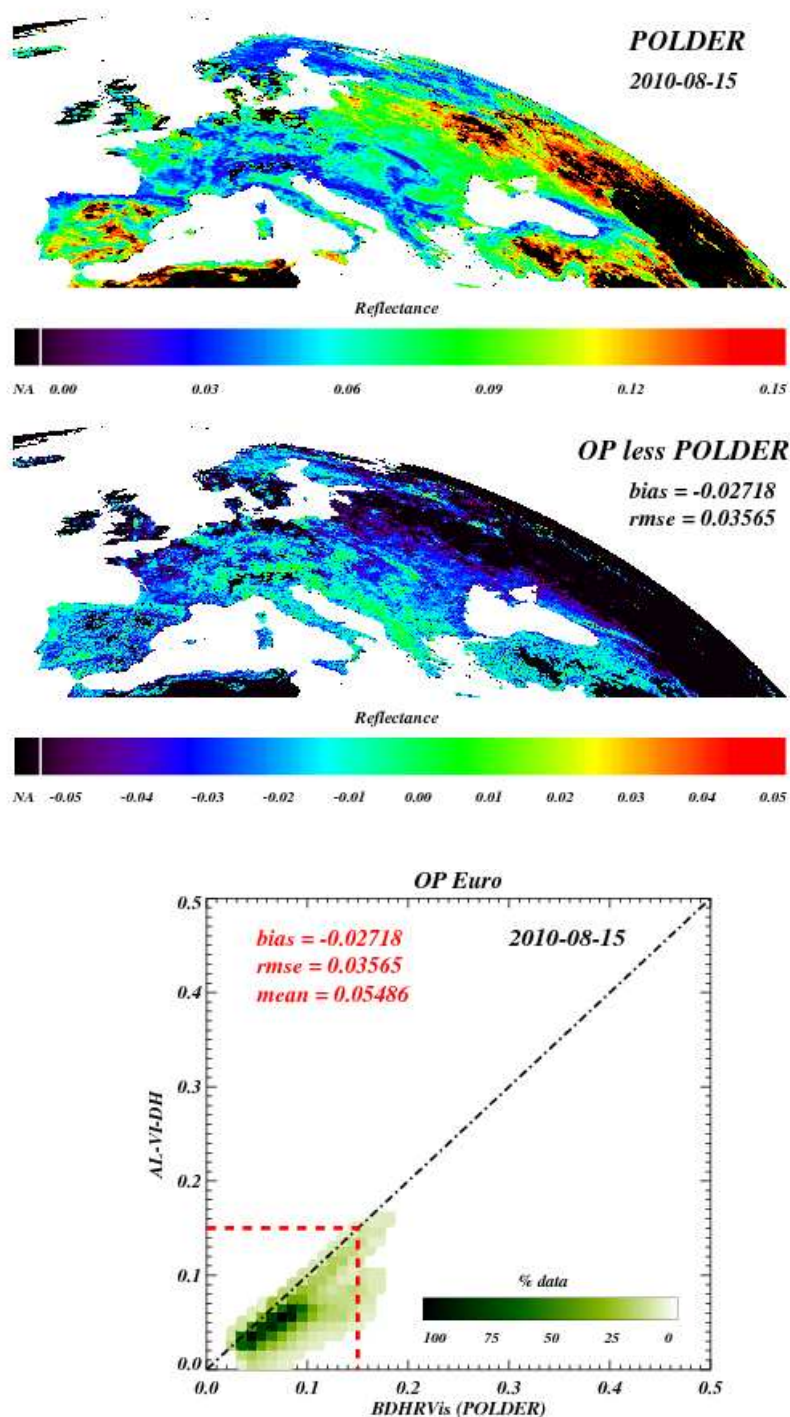 POLDER
2010-08-15
Reflectance
NA 0.00 0.03 0.06 0.09 0.12 0.15
OP less POLDER
bias = -0.02718
rmse = 0.03565
Reflectance
NA -0.05 -0.04 -0.03 -0.02 -0.01 0.00 0.01 0.02 0.03 0.04 0.05
OP Euro
0.5
bias = -0.02718
2010-08-15
rmse = 0.03565
mean = 0.05486
0.4
0.3
AL-VI-DH
0.2
0.1
% data
100 75 50 25 0
0.0
0.0 0.1 0.2 0.3 0.4 0.5
BDHRVis (POLDER)